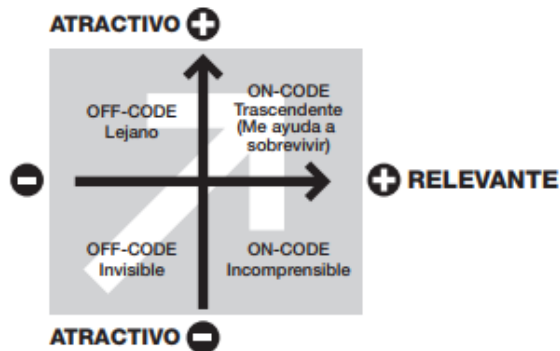 ATRACTIVO +
OFF-CODE
Lejano
ON-CODE
Trascendente
(Me ayuda a
sobrevivir)
−
+ RELEVANTE
OFF-CODE
Invisible
ON-CODE
Incomprensible
ATRACTIVO −